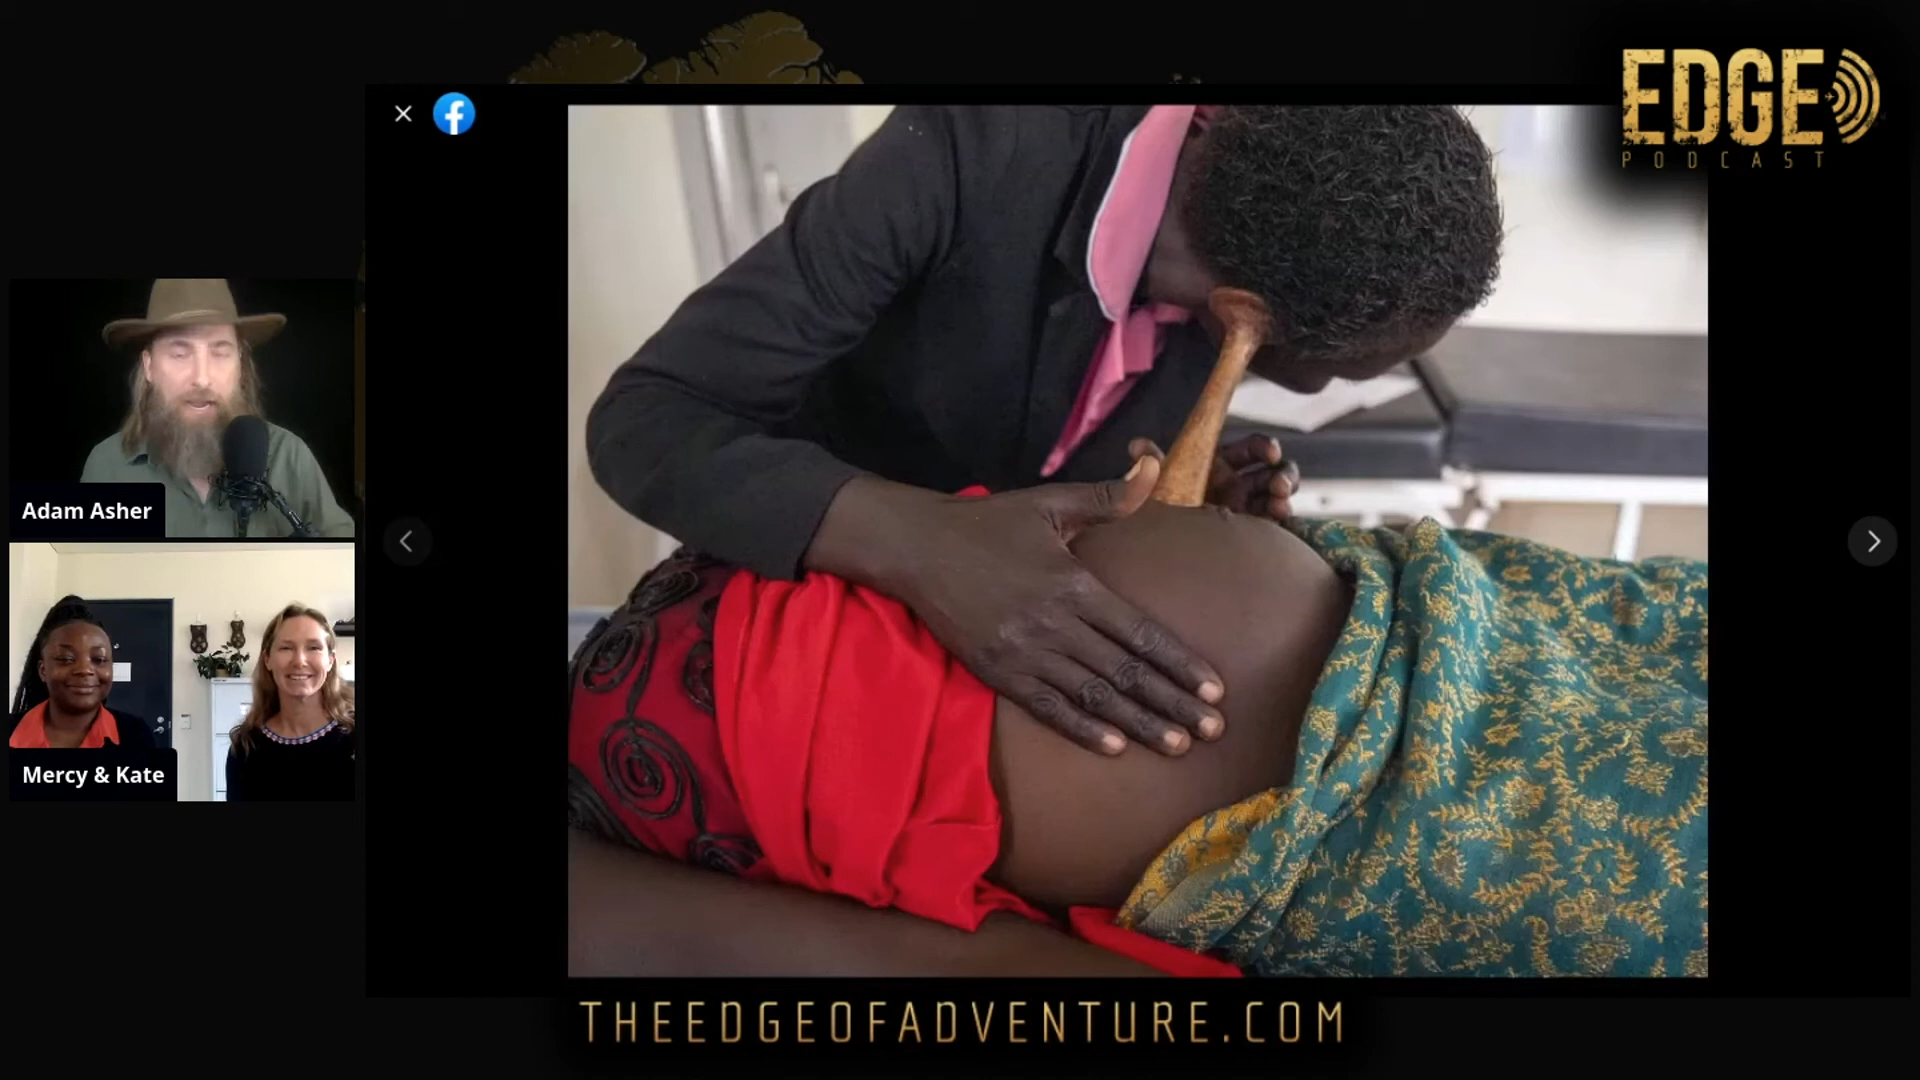 EDGE
PODCAST
Adam Asher
Mercy & Kate
THEEDGEOFADVENTURE.COM